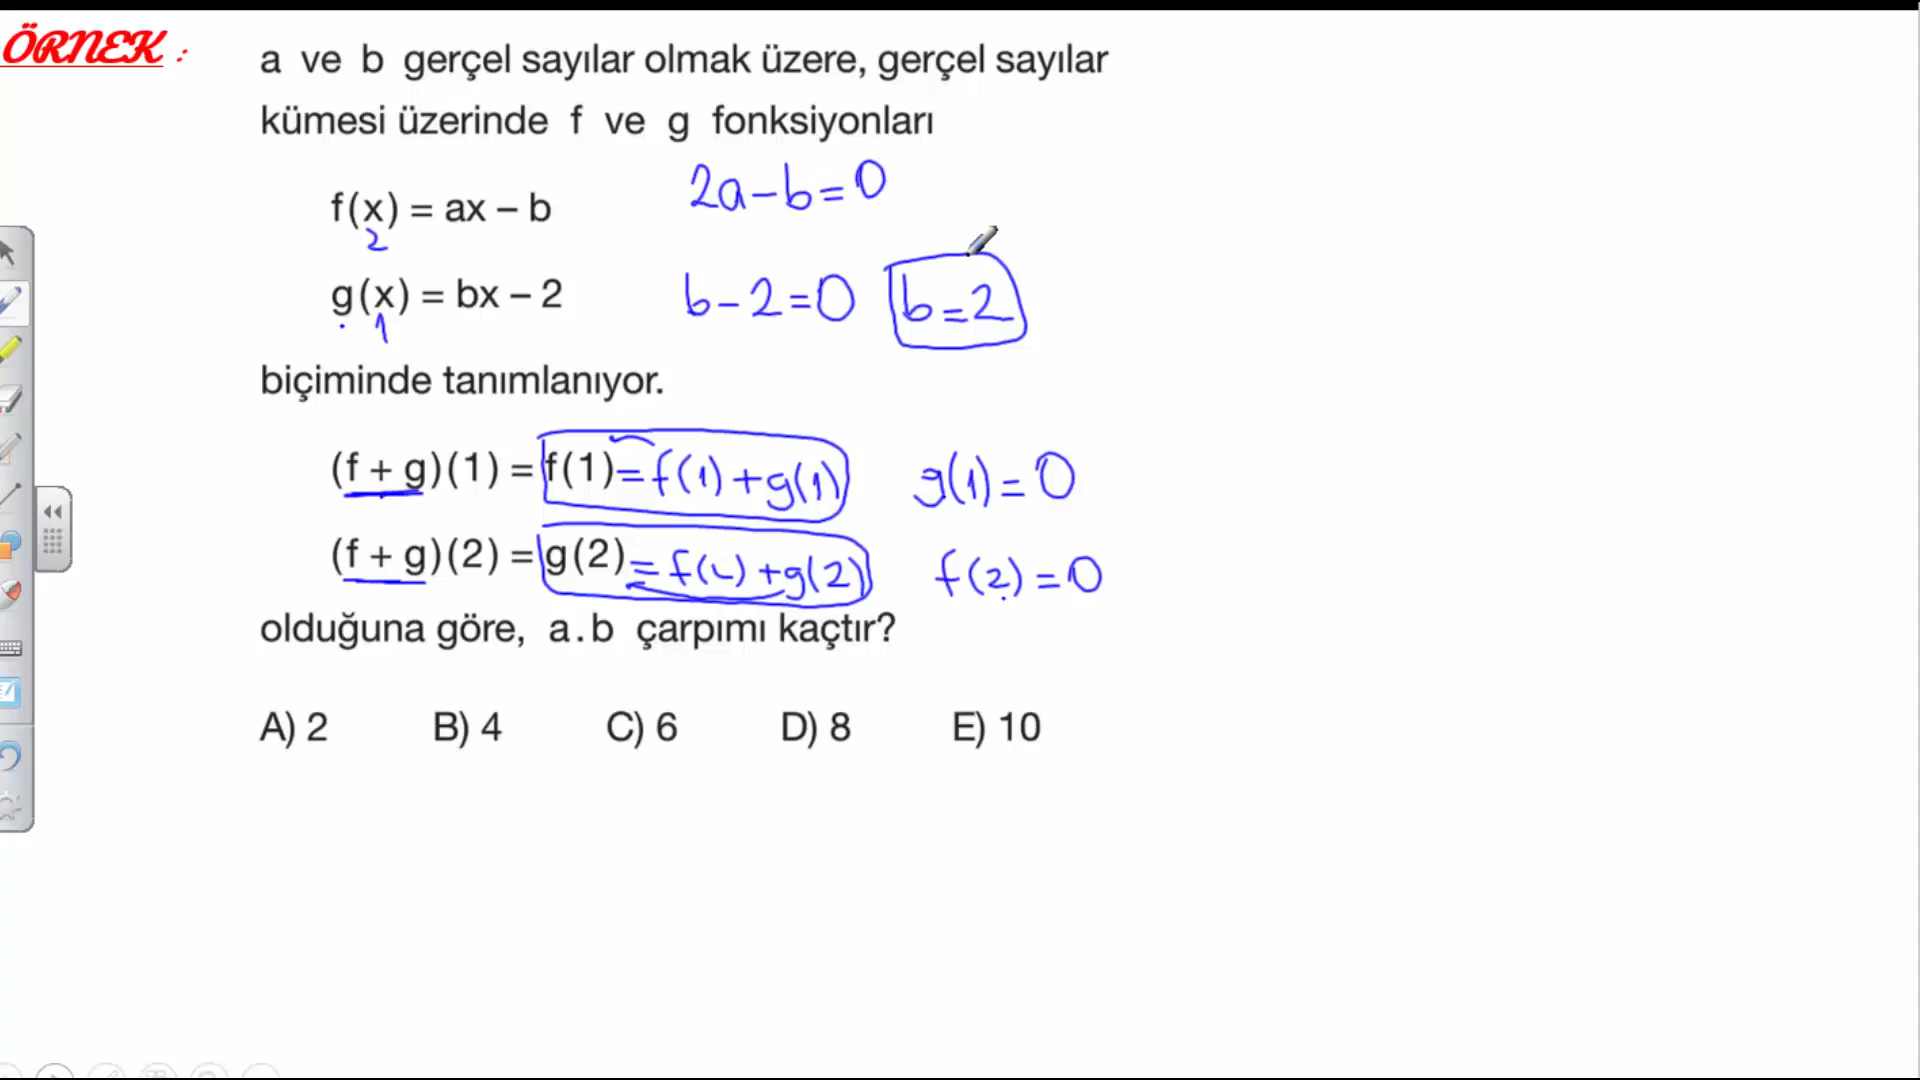 ÖRNEK :
a ve b gerçel sayılar olmak üzere, gerçel sayılar
kümesi üzerinde f ve g fonksiyonları
f(x) = ax – b
2
2a-b=0
g(x) = bx – 2
1
b-2=0 b=2
biçiminde tanımlanıyor.
(f + g)(1) = f(1) =f(1)+g(1) g(1)=0
(f + g)(2) = g(2) =f(2)+g(2) f(2)=0
olduğuna göre, a.b çarpımı kaçtır?
A) 2 B) 4 C) 6 D) 8 E) 10